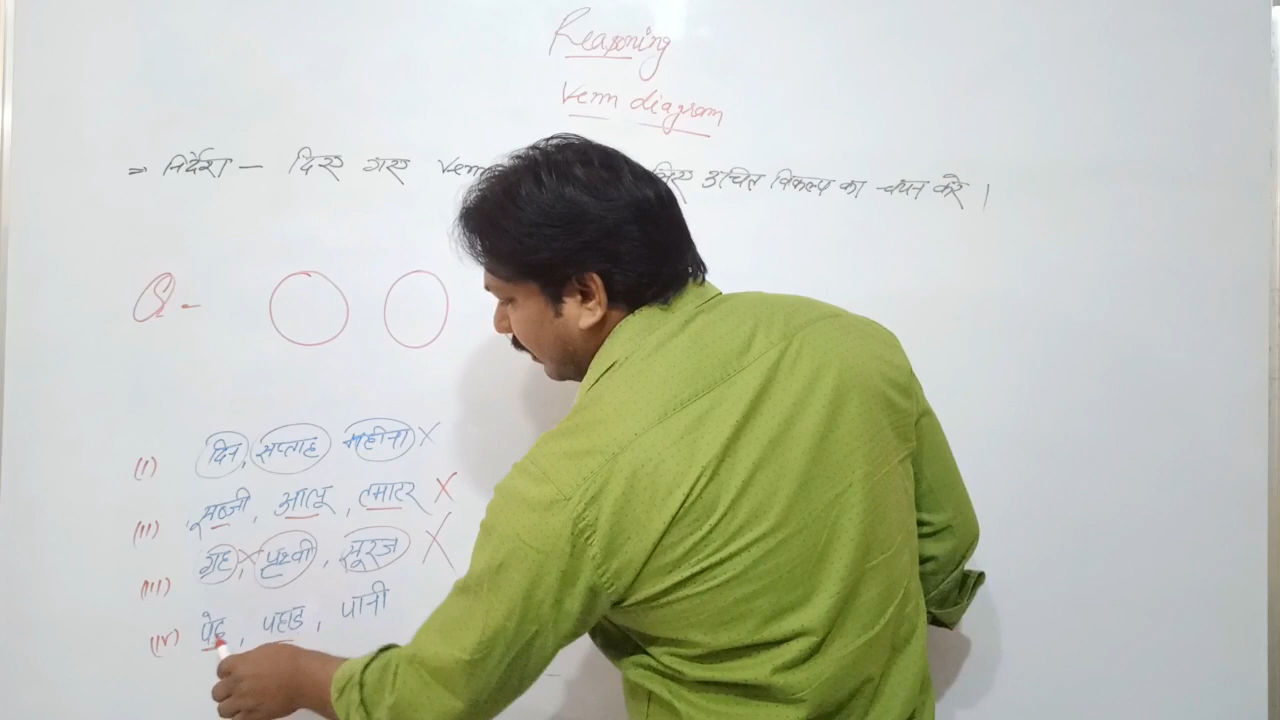 Reasoning
Venn diagram
⇒ निर्देश - दिए गए Venn लिए उचित विकल्प का चयन करे ।
Q -
(I) दिन, सप्ताह महीना X
(II) सब्जी, आलू, टमाटर X
(III) ग्रह X, पृथ्वी, सूरज X
(IV) पेड़, पहाड, पानी